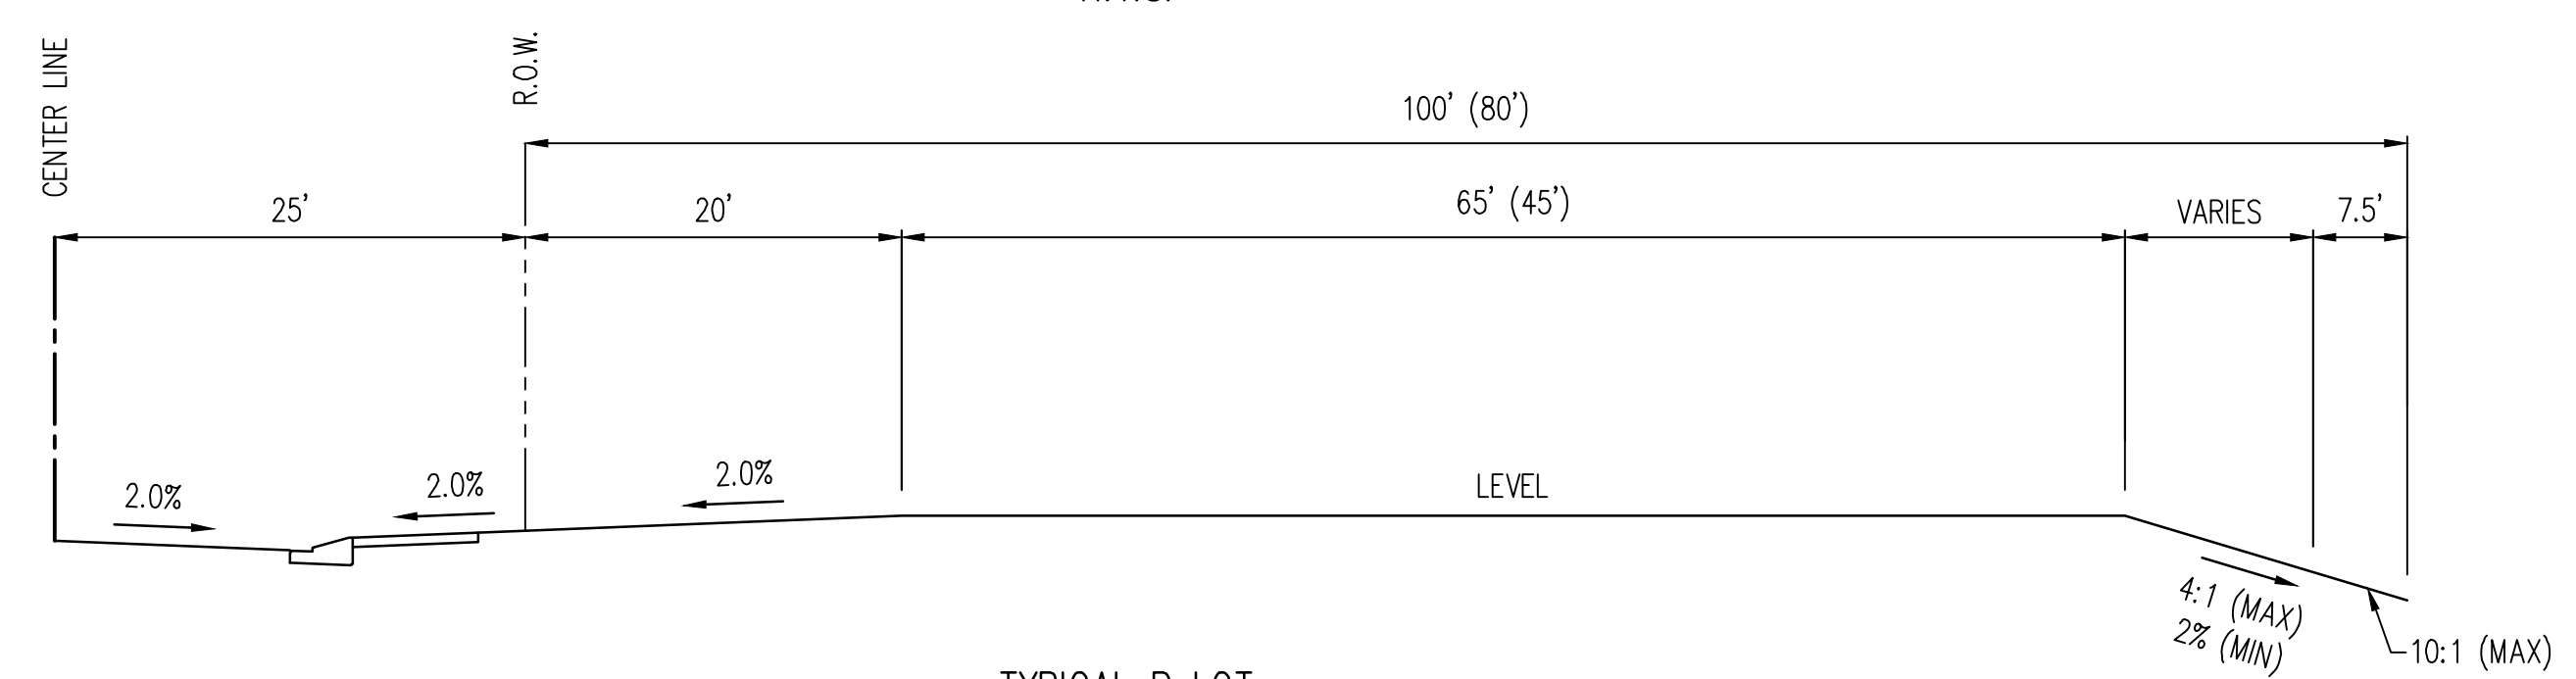 CENTER LINE
R.O.W.
100' (80')
25'
20'
65' (45')
VARIES
7.5'
2.0%
2.0%
2.0%
LEVEL
4:1 (MAX)
2% (MIN)
10:1 (MAX)